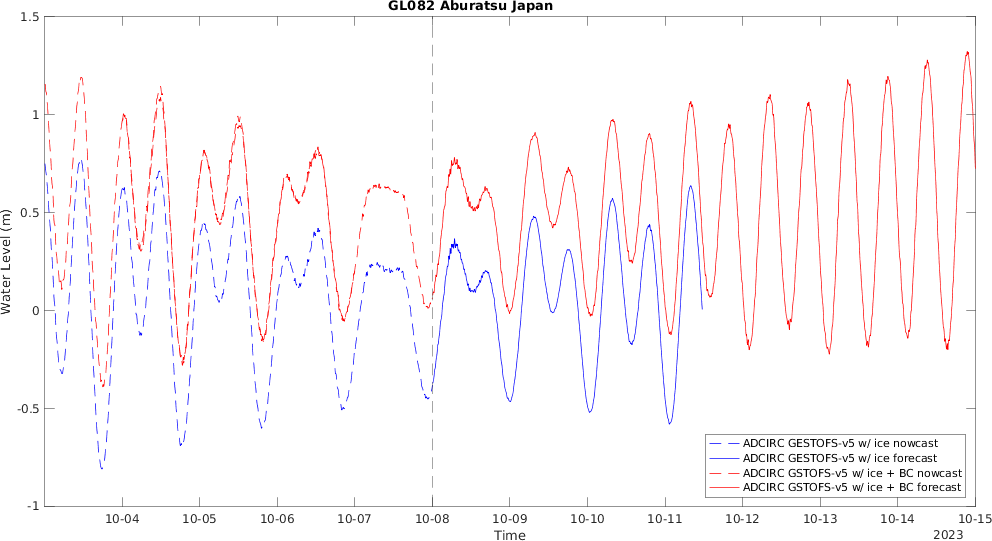 GL082 Aburatsu Japan
1.5
1
0.5
0
-0.5
-1
Water Level (m)
10-04 10-05 10-06 10-07 10-08 10-09 10-10 10-11 10-12 10-13 10-14 10-15
Time
2023
ADCIRC GESTOFS-v5 w/ ice nowcast
ADCIRC GESTOFS-v5 w/ ice forecast
ADCIRC GSTOFS-v5 w/ ice + BC nowcast
ADCIRC GSTOFS-v5 w/ ice + BC forecast